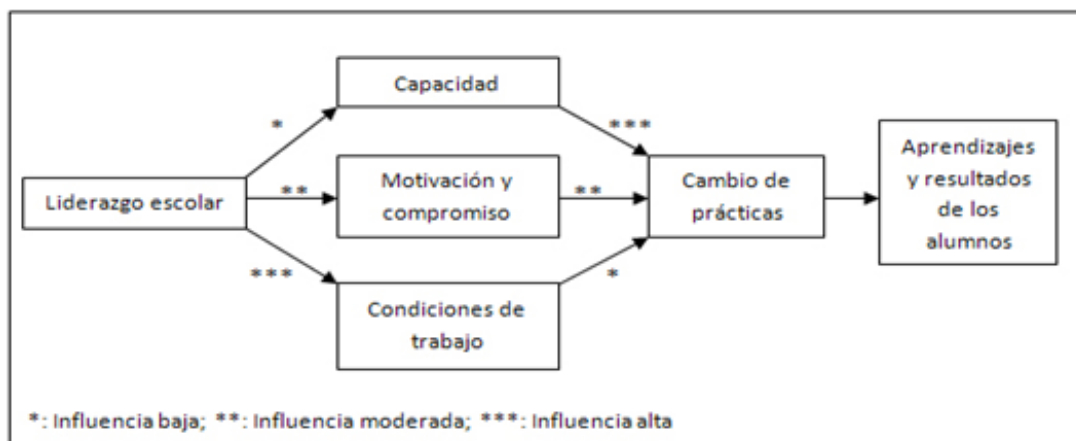 Liderazgo escolar
*
**
***
Capacidad
Motivación y
compromiso
Condiciones de
trabajo
***
**
*
Cambio de
prácticas
Aprendizajes
y resultados
de los
alumnos
*: Influencia baja; **: Influencia moderada; ***: Influencia alta